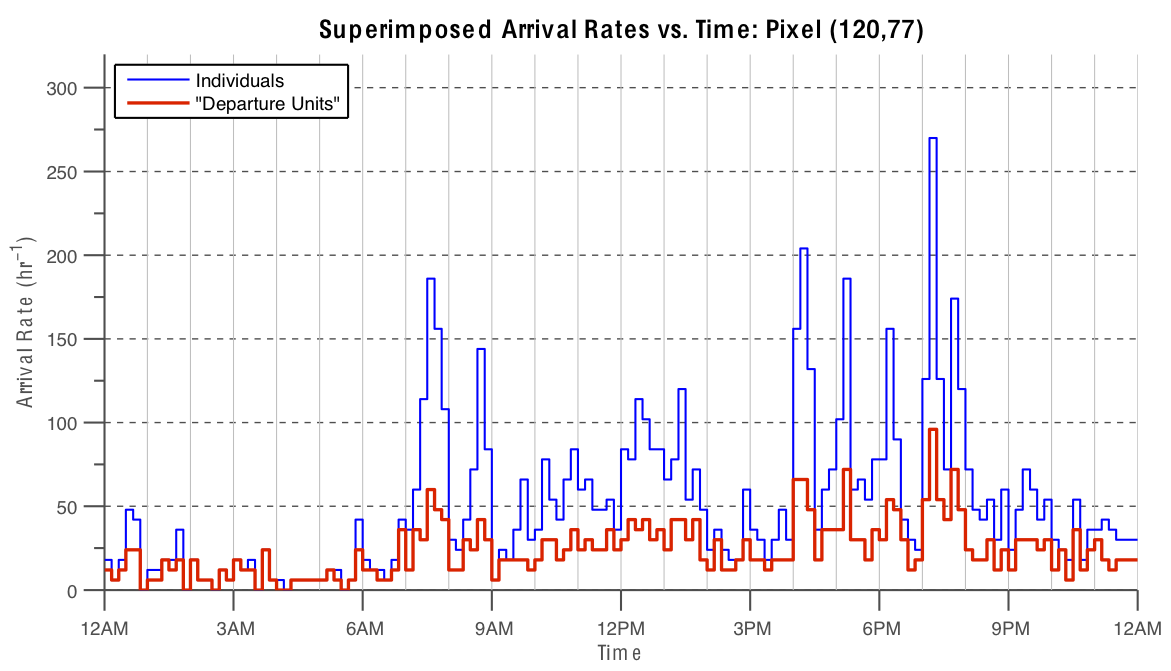 Superimposed Arrival Rates vs. Time: Pixel (120,77)
Individuals
"Departure Units"
300
250
200
150
100
50
0
Arrival Rate (hr⁻¹)
12AM 3AM 6AM 9AM 12PM 3PM 6PM 9PM 12AM
Time